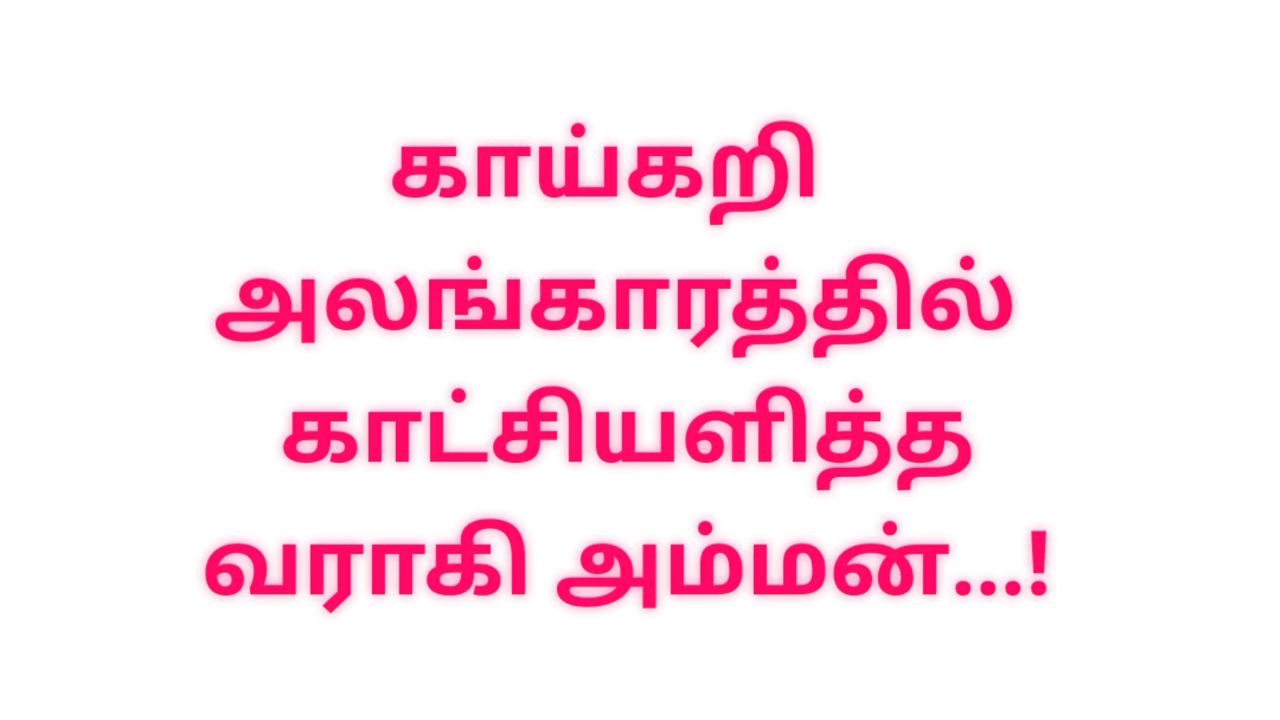 காய்கறி
அலங்காரத்தில்
காட்சியளித்த
வராகி அம்மன்...!